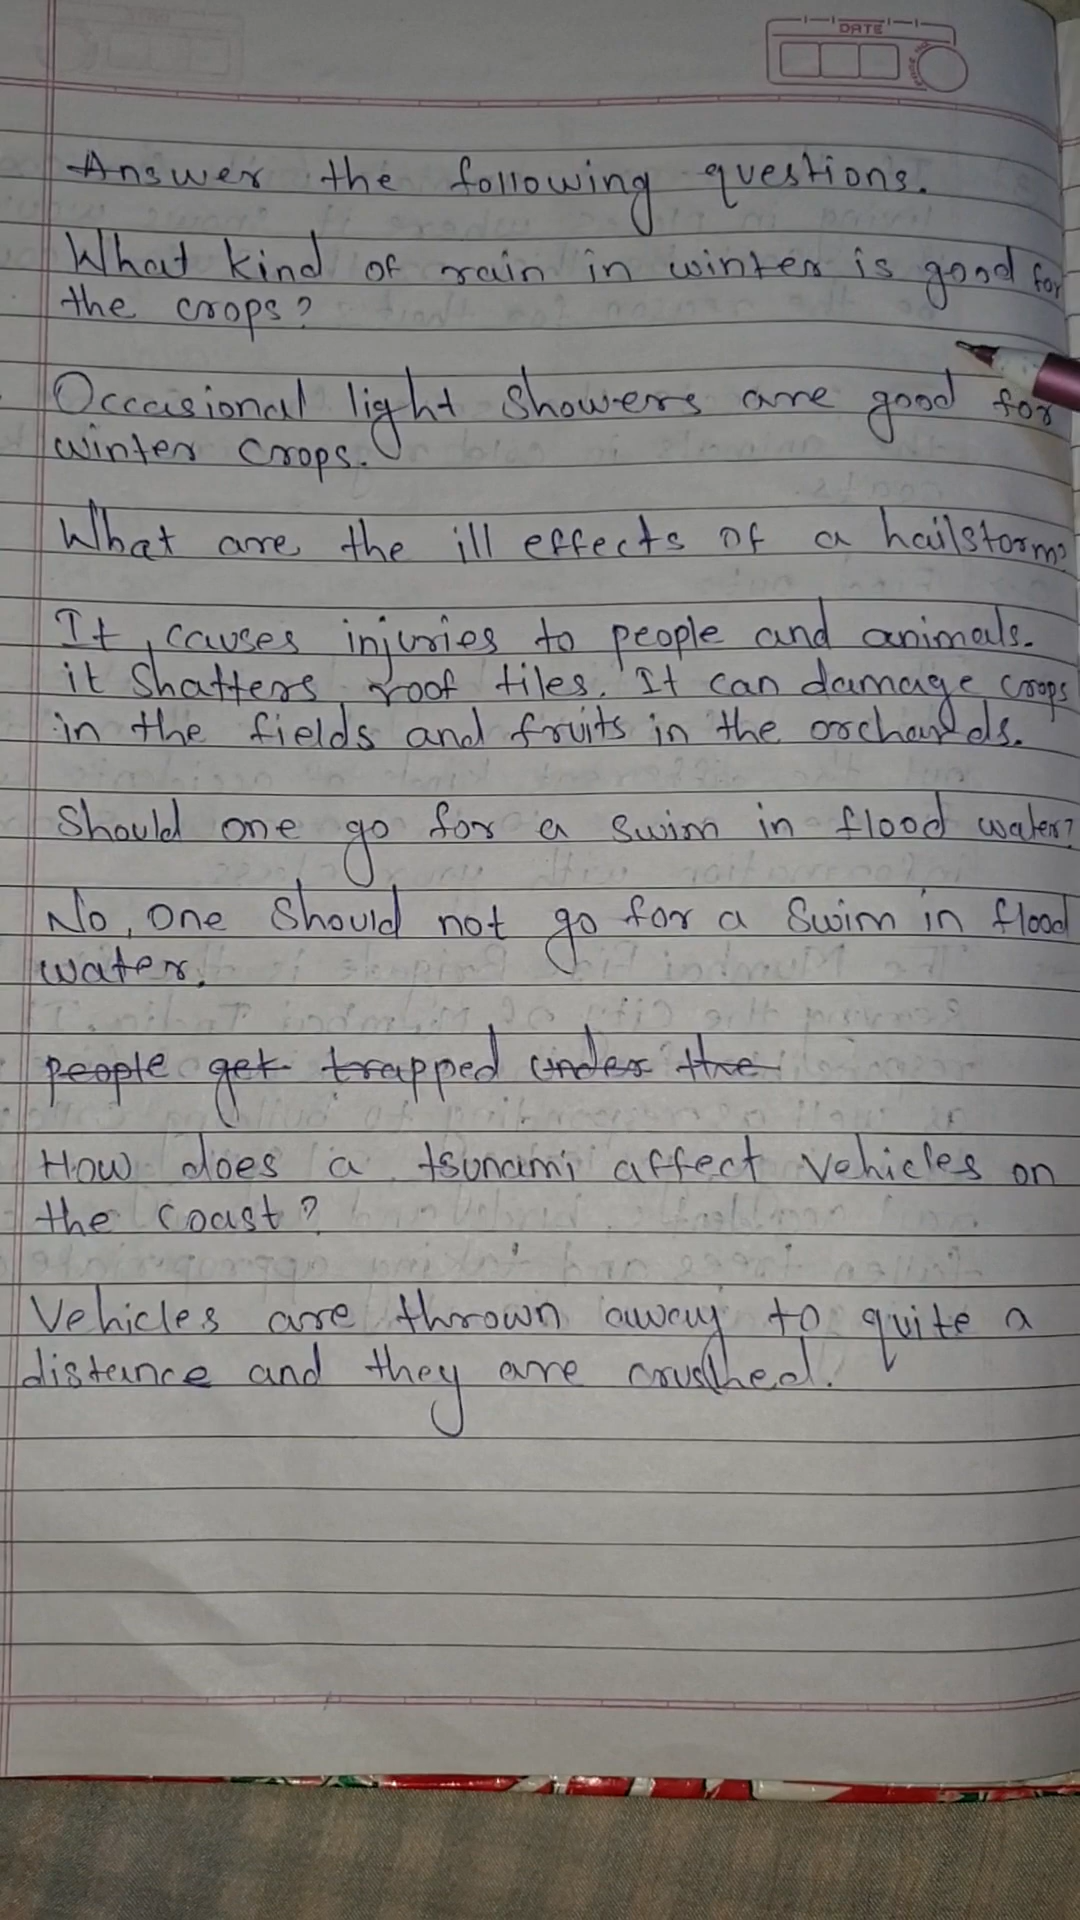 DATE
Answer the following questions.
What kind of rain in winter is good for
the crops?
Occasional light showers are good for
winter crops.
What are the ill effects of a hailstorm?
It, causes injuries to people and animals.
it shatters roof tiles. It can damage crops
in the fields and fruits in the orchards.
Should one go for a swim in flood water?
No, one should not go for a swim in flood
water.
people get trapped under the
How does a tsunami affect vehicles on
the coast?
Vehicles are thrown away to quite a
distance and they are crushed.